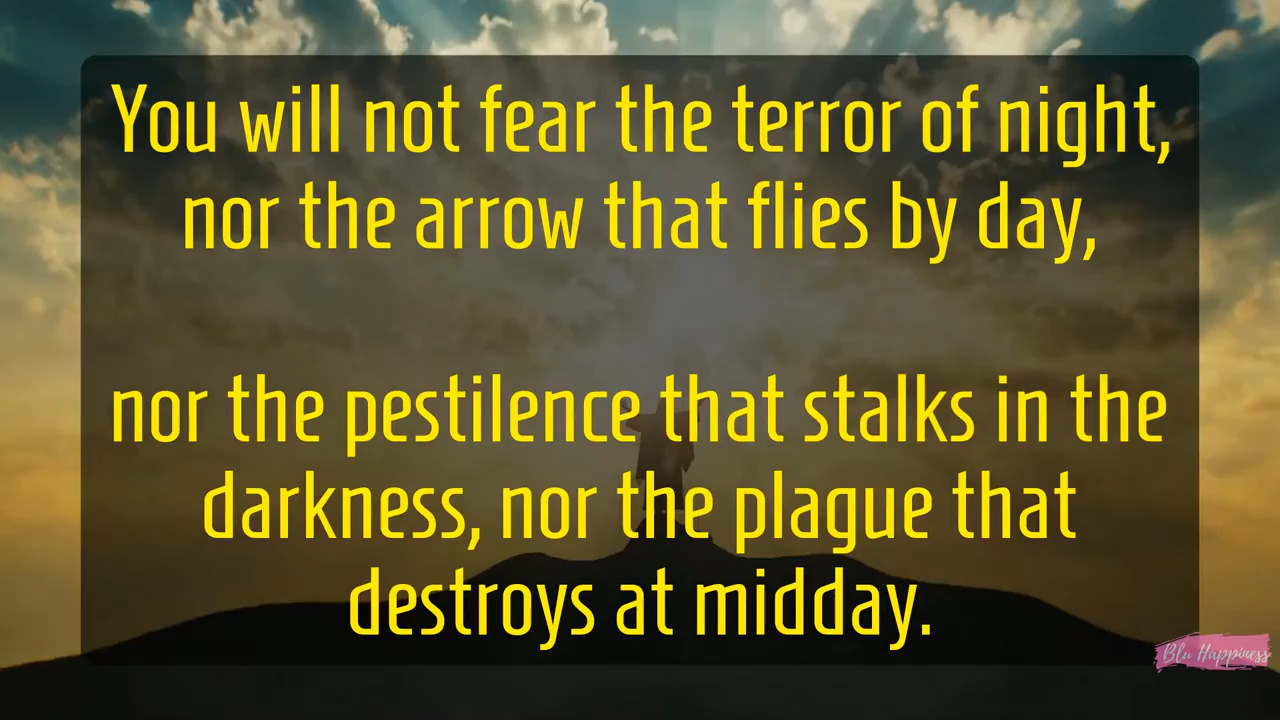 You will not fear the terror of night,
nor the arrow that flies by day,
nor the pestilence that stalks in the
darkness, nor the plague that
destroys at midday.
Blu Happiness